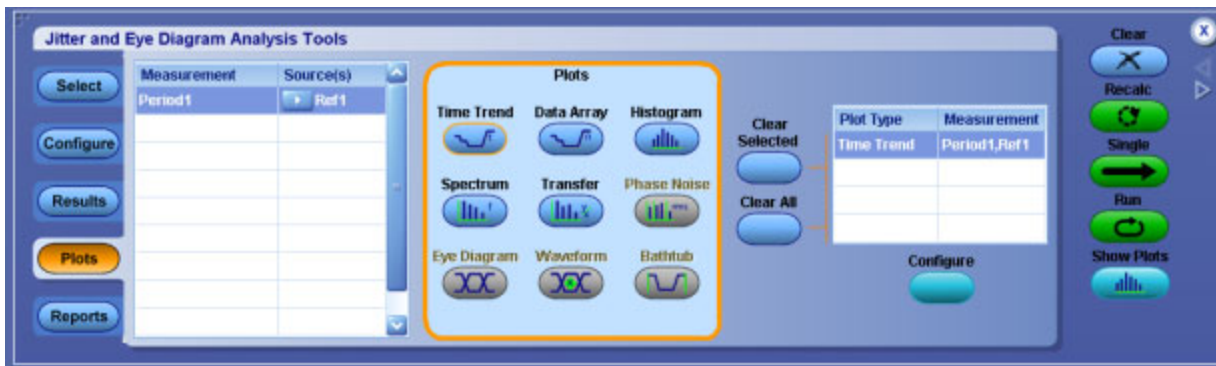 Jitter and Eye Diagram Analysis Tools
Select
Configure
Results
Plots
Reports
Measurement Source(s)
Period1 Ref1
Plots
Time Trend Data Array Histogram
Spectrum Transfer Phase Noise
Eye Diagram Waveform Bathtub
Clear Selected
Clear All
Plot Type Measurement
Time Trend Period1,Ref1
Configure
Clear
x
Recalc
Single
Run
Show Plots